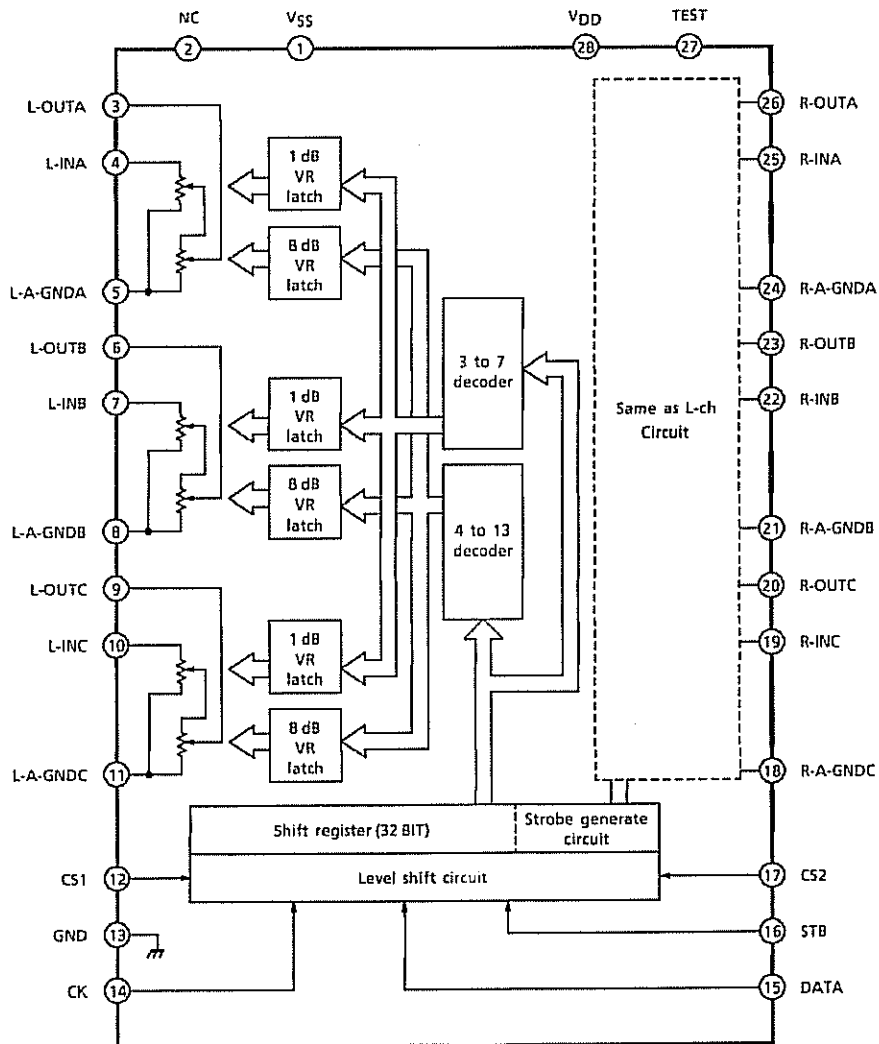 NC
VSS
VDD
TEST
2
1
28
27
L-OUTA
3
L-INA
4
L-A-GNDA
5
L-OUTB
6
L-INB
7
L-A-GNDB
8
L-OUTC
9
L-INC
10
L-A-GNDC
11
CS1
12
GND
13
CK
14
1 dB
VR
latch
8 dB
VR
latch
1 dB
VR
latch
8 dB
VR
latch
1 dB
VR
latch
8 dB
VR
latch
3 to 7
decoder
4 to 13
decoder
Same as L-ch
Circuit
Shift register (32 BIT)
Strobe generate
circuit
Level shift circuit
26
R-OUTA
25
R-INA
24
R-A-GNDA
23
R-OUTB
22
R-INB
21
R-A-GNDB
20
R-OUTC
19
R-INC
18
R-A-GNDC
17
CS2
16
STB
15
DATA